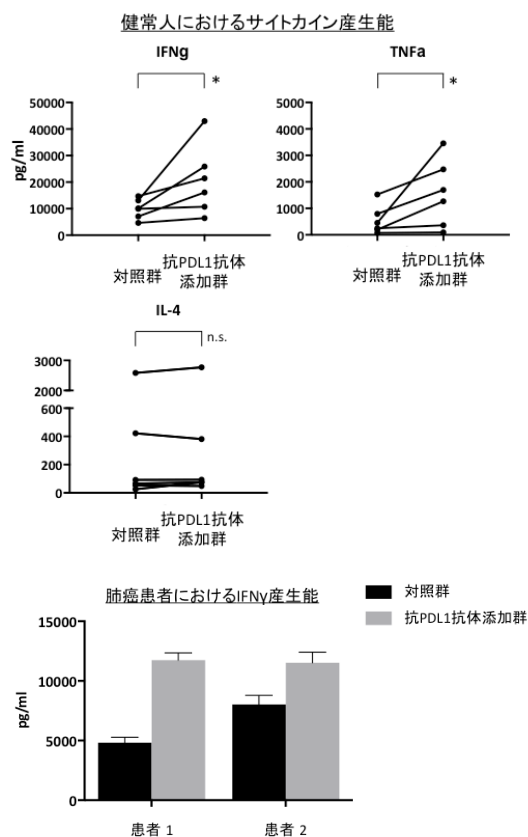 健常人におけるサイトカイン産生能
IFNg
*
pg/ml
50000
40000
30000
20000
10000
0
対照群
抗PDL1抗体
添加群
TNFa
*
5000
4000
3000
2000
1000
0
対照群
抗PDL1抗体
添加群
IL-4
n.s.
3000
2000
600
400
200
0
対照群
抗PDL1抗体
添加群
肺癌患者におけるIFNγ産生能
対照群
抗PDL1抗体添加群
pg/ml
15000
10000
5000
0
患者 1
患者 2